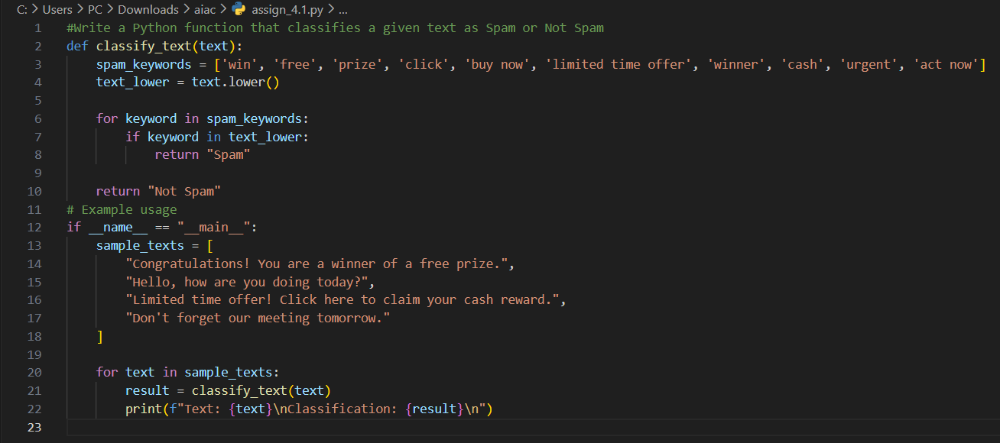 C: > Users > PC > Downloads > aiac > assign_4.1.py > ...
1 #Write a Python function that classifies a given text as Spam or Not Spam
2 def classify_text(text):
3     spam_keywords = ['win', 'free', 'prize', 'click', 'buy now', 'limited time offer', 'winner', 'cash', 'urgent', 'act now']
4     text_lower = text.lower()
5
6     for keyword in spam_keywords:
7         if keyword in text_lower:
8             return "Spam"
9
10     return "Not Spam"
11 # Example usage
12 if __name__ == "__main__":
13     sample_texts = [
14         "Congratulations! You are a winner of a free prize.",
15         "Hello, how are you doing today?",
16         "Limited time offer! Click here to claim your cash reward.",
17         "Don't forget our meeting tomorrow."
18     ]
19
20     for text in sample_texts:
21         result = classify_text(text)
22         print(f"Text: {text}\nClassification: {result}\n")
23